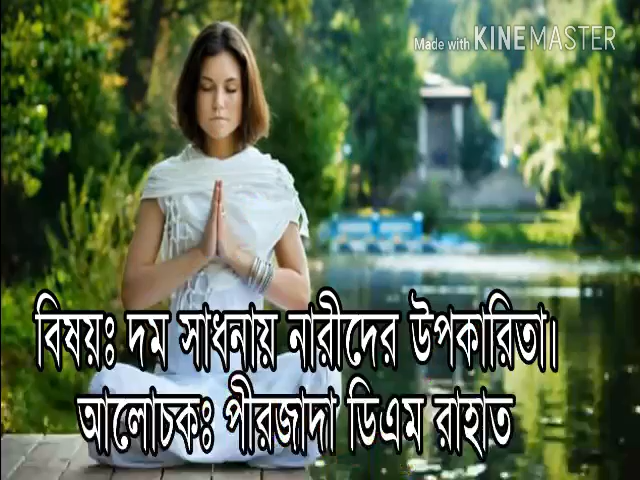 Made with KINEMASTER
বিষয়ঃ দম সাধনায় নারীদের উপকারিতা।
আলোচকঃ পীরজাদা ডিএম রাহাত